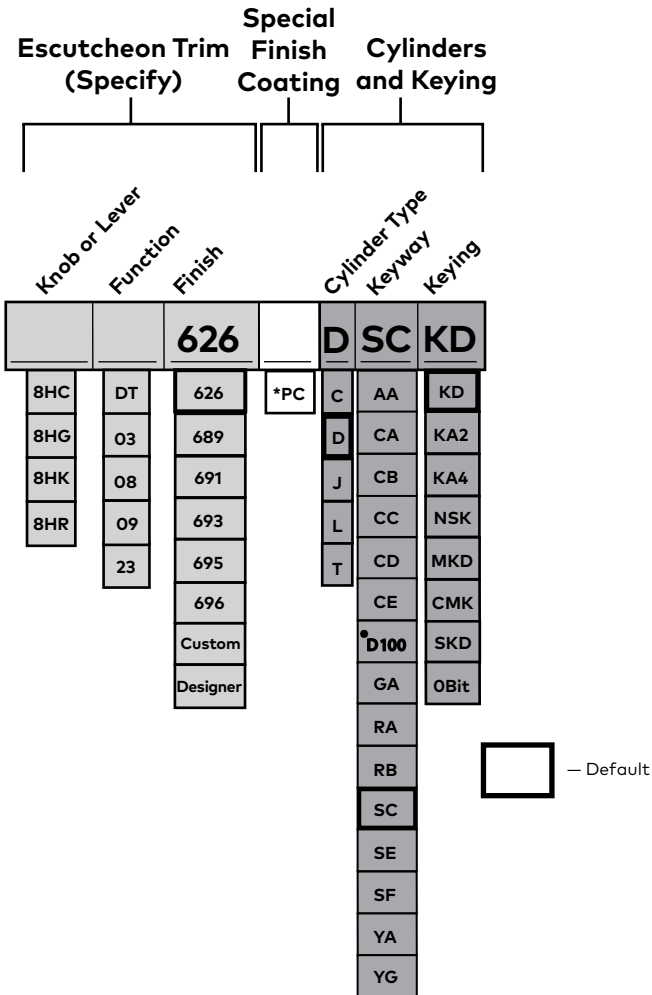 Escutcheon Trim
(Specify)
Special
Finish
Coating
Cylinders
and Keying
Knob or Lever
Function
Finish
Cylinder Type
Keyway
Keying
626
D
SC
KD
8HC
8HG
8HK
8HR
DT
03
08
09
23
626
689
691
693
695
696
Custom
Designer
*PC
C
D
J
L
T
AA
CA
CB
CC
CD
CE
•D100
GA
RA
RB
SC
SE
SF
YA
YG
KD
KA2
KA4
NSK
MKD
CMK
SKD
0Bit
— Default